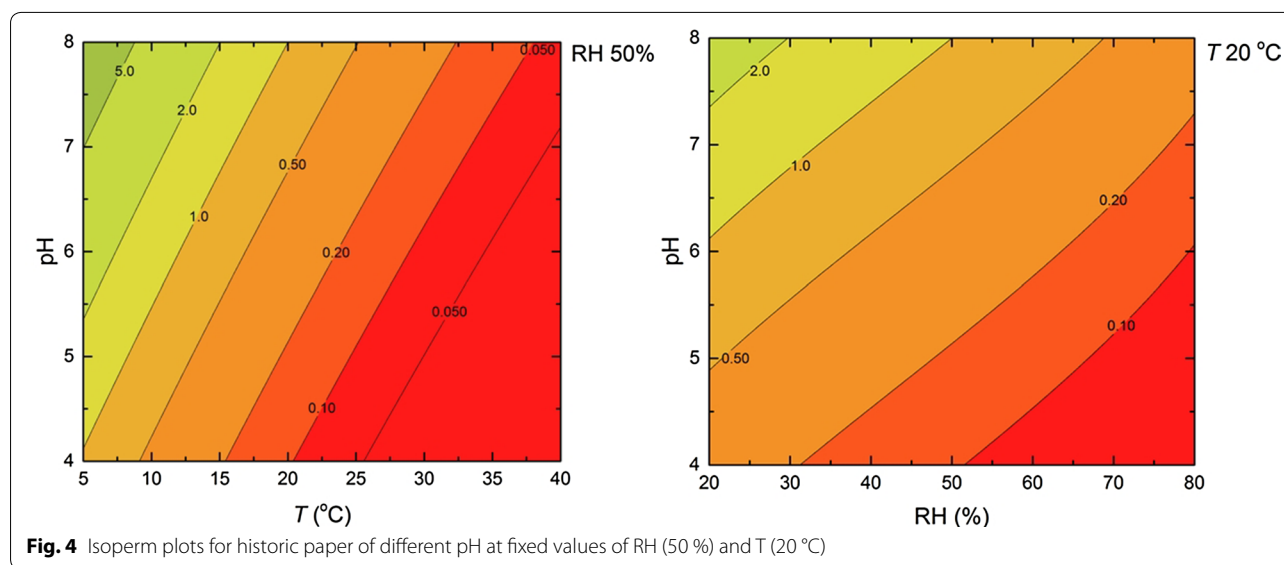 8
7
6
5
4
pH
5.0
2.0
1.0
0.50
0.20
0.10
0.050
0.050
5 10 15 20 25 30 35 40
T (°C)
RH 50%
8
7
6
5
4
pH
2.0
1.0
0.50
0.20
0.10
20 30 40 50 60 70 80
RH (%)
T 20 °C
Fig. 4 Isoperm plots for historic paper of different pH at fixed values of RH (50 %) and T (20 °C)